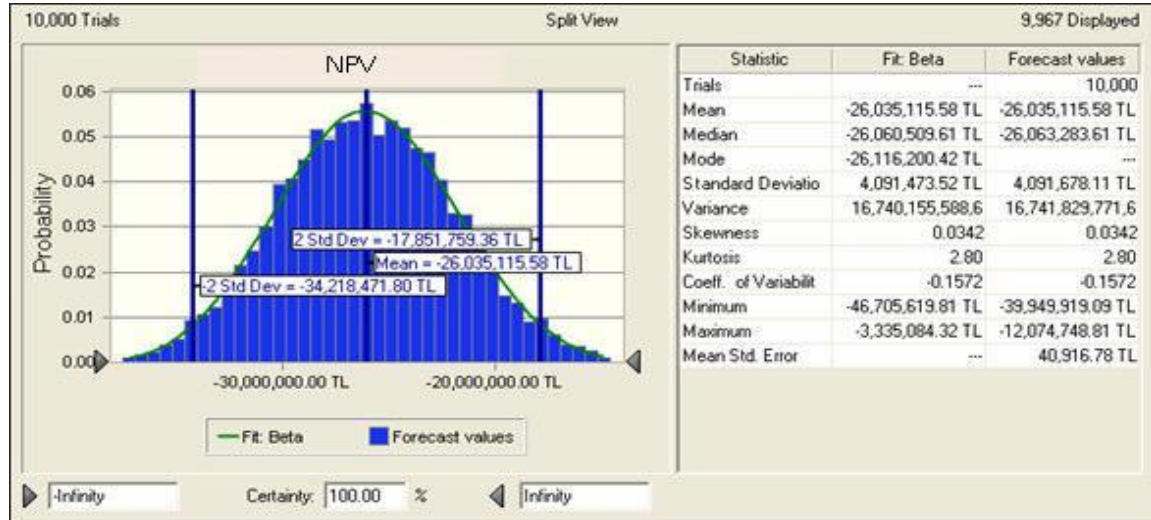 10,000 Trials Split View 9,967 Displayed
NPV
0.06
0.05
0.04
0.03
0.02
0.01
0.00
Probability
2 Std Dev = -17,851,759.36 TL
Mean = -26,035,115.58 TL
-2 Std Dev = -34,218,471.80 TL
-30,000,000.00 TL -20,000,000.00 TL
Fit: Beta Forecast values
Statistic Fit: Beta Forecast values
Trials --- 10,000
Mean -26,035,115.58 TL -26,035,115.58 TL
Median -26,060,509.61 TL -26,063,283.61 TL
Mode -26,116,200.42 TL ---
Standard Deviatio 4,091,473.52 TL 4,091,678.11 TL
Variance 16,740,155,588,6 16,741,829,771,6
Skewness 0.0342 0.0342
Kurtosis 2.80 2.80
Coeff. of Variabilit -0.1572 -0.1572
Minimum -46,705,619.81 TL -39,949,919.09 TL
Maximum -3,335,084.32 TL -12,074,748.81 TL
Mean Std. Error --- 40,916.78 TL
-Infinity Certainty: 100.00 % Infinity